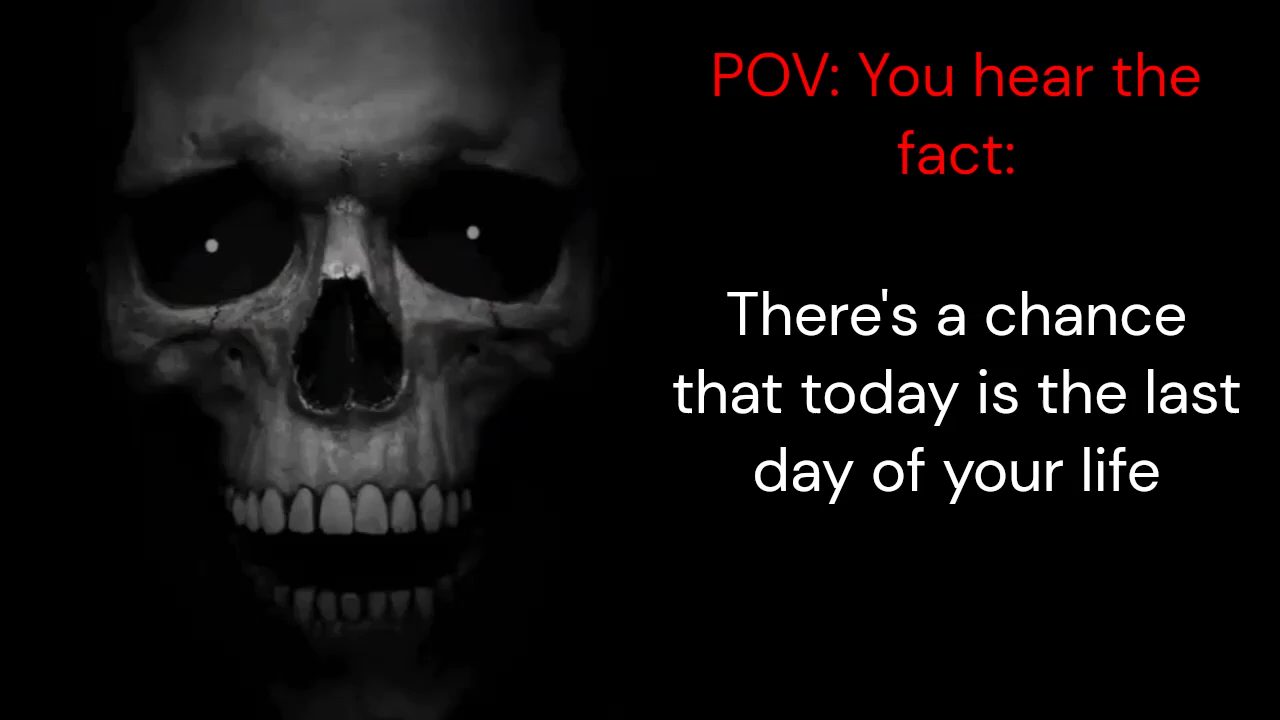 POV: You hear the
fact:
There's a chance
that today is the last
day of your life